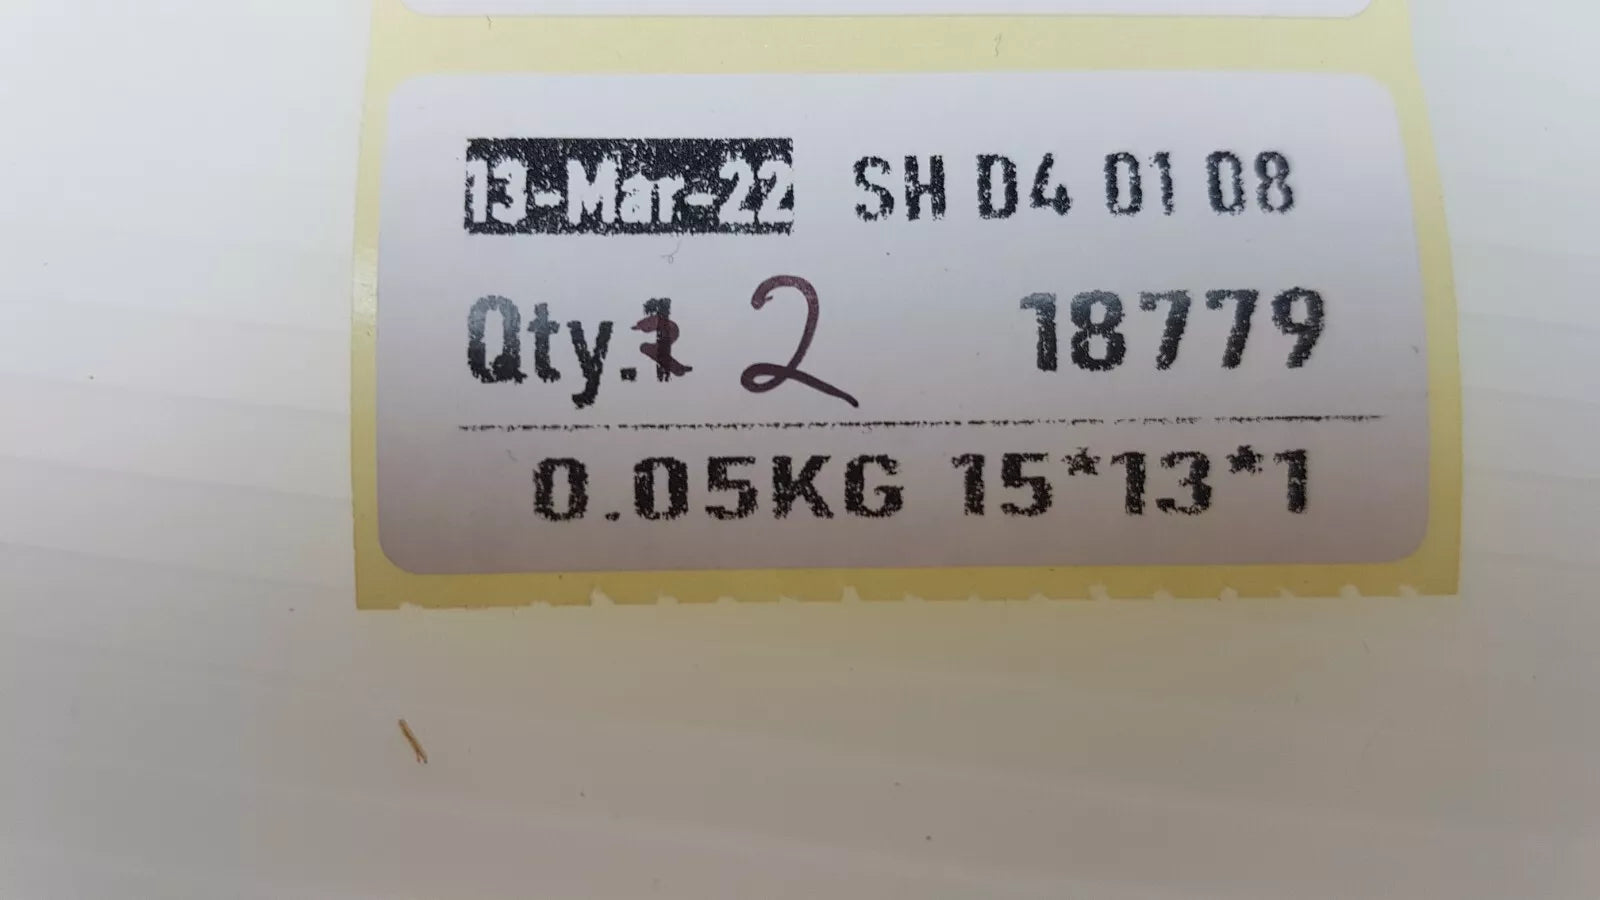 13-Mar-22 SH D4 01 08
Qty.1 2 18779
0.05KG 15*13*1